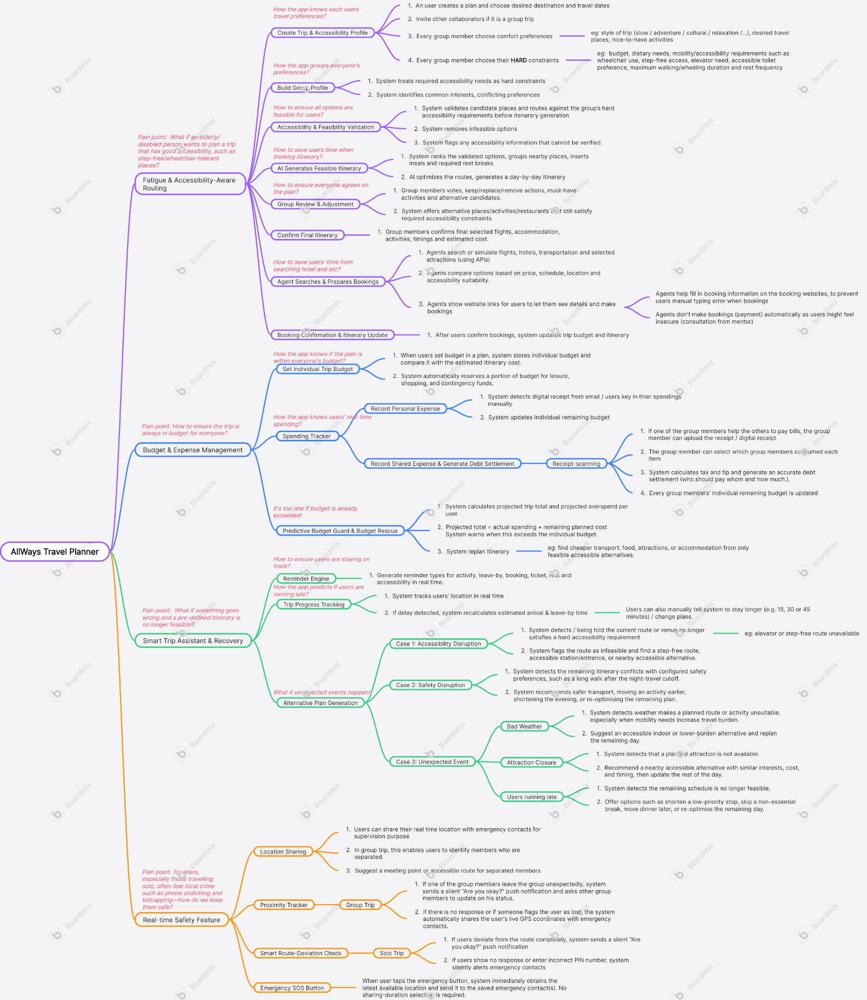 How the app knows each users'
travel preferences?
Create Trip & Accessibility Profile
1. An user creates a plan and choose desired destination and travel dates
2. Invite other collaborators if it is a group trip
3. Every group member choose comfort preferences
eg: style of trip (slow / adventure / cultural / relaxation /...), desired travel
places, nice-to-have activities
4. Every group member choose their HARD constraints
eg: budget, dietary needs, mobility/accessibility requirements such as
wheelchair use, step-free access, elevator need, accessible toilet
preference, maximum walking/wheeling duration and rest frequency
How the app groups everyone's
preferences?
Build Group Profile
1. System treats required accessibility needs as hard constraints
2. System identifies common interests, conflicting preferences
How to ensure all options are
feasible for users?
Accessibility & Feasibility Validation
1. System validates candidate places and routes against the group's hard
accessibility requirements before itenarary generation
2. System removes infeasible options
3. System flags any accessibility information that cannot be verified.
Pain point: What if an elderly/
disabled person wants to plan a trip
that has good accessibility, such as
step-free/wheelchair-tolerant
places?
Fatigue & Accessibility-Aware
Routing
How to save users time when
thinking itinerary?
AI Generates Feasible Itinerary
1. System ranks the validated options, groups nearby places, inserts
meals and required rest breaks
2. AI optimizes the routes, generates a day-by-day itinerary
How to ensure everyone agrees on
the plan?
Group Review & Adjustment
1. Group members votes, keep/replace/remove actions, must-have
activities and alternative candidates.
2. System offers alternative places/activities/restaurants that still satisfy
required accessibility constraints.
Confirm Final Itinerary
1. Group members confirms final selected flights, accommodation,
activities, timings and estimated cost.
How to save users' time from
searching hotel and etc?
Agent Searches & Prepares Bookings
1. Agents search or simulate flights, hotels, transportation and selected
attractions (using APIs)
2. Agents compare options based on price, schedule, location and
accessibility suitability.
3. Agents show website links for users to let them see details and make
bookings
Agents help fill in booking information on the booking websites, to prevent
users manual typing error when bookings
Agents don't make bookings (payment) automatically as users might feel
insecure (consultation from mentor)
Booking Confirmation & Itinerary Update
1. After users confirm bookings, system updates trip budget and itinerary
How the app knows if the plan is
within everyone's budget?
Set Individual Trip Budget
1. When users set budget in a plan, system stores individual budget and
compare it with the estimated itinerary cost.
2. System automatically reserves a portion of budget for leisure,
shopping, and contingency funds.
Pain point: How to ensure the trip is
always in budget for everyone?
Budget & Expense Management
How the app knows users' real-time
spending?
Spending Tracker
Record Personal Expense
1. System detects digital receipt from email / users key in thier spendings
manually
2. System updates Individual remaining budget
Record Shared Expense & Generate Debt Settlement
Receipt-scanning
1. If one of the group members help the others to pay bills, the group
member can upload the receipt / digital receipt
2. The group member can select which group members consumed each
item
3. System calculates tax and tip and generate an accurate debt
settlement (who should pay whom and how much.).
4. Every group members' individual remaining budget is updated
It's too late if budget is already
exceeded!
Predictive Budget Guard & Budget Rescue
1. System calculates projected trip total and projected overspend per
user.
2. Projected total = actual spending + remaining planned cost
System warns when this exceeds the individual budget.
3. System replan itinerary
eg: find cheaper transport, food, attractions, or accommodation from only
feasible accessible alternatives.
AllWays Travel Planner
How to ensure users are staying on
track?
Reminder Engine
1. Generate reminder types for activity, leave-by, booking, ticket, rest and
accessibility in real time.
How the app predicts if users are
running late?
Trip Progress Tracking
1. System tracks users' location in real time
2. If delay detected, system recalculates estimated arrival & leave-by time
Users can also manually tell system to stay longer (e.g. 15, 30 or 45
minutes) / change plans.
Pain point: What if something goes
wrong and a pre-defined itinerary is
no longer feasible?
Smart Trip Assistant & Recovery
What if unexpected events happen!
Alternative Plan Generation
Case 1: Accessibility Disruption
1. System detects / being told the current route or venue no longer
satisfies a hard accessibility requirement
eg: elevator or step-free route unavailable
2. System flags the route as infeasible and find a step-free route,
accessible station/entrance, or nearby accessible alternative.
Case 2: Safety Disruption
1. System detects the remaining itinerary conflicts with configured safety
preferences, such as a long walk after the night-travel cutoff.
2. System recommends safer transport, moving an activity earlier,
shortening the evening, or re-optimising the remaining plan.
Case 3: Unexpected Event
Bad Weather
1. System detects weather makes a planned route or activity unsuitable,
especially when mobility needs increase travel burden.
2. Suggest an accessible indoor or lower-burden alternative and replan
the remaining day.
Attraction Closure
1. System detects that a planned attraction is not available.
2. Recommend a nearby accessible alternative with similar interests, cost,
and timing, then update the rest of the day.
Users running late
1. System detects the remaining schedule is no longer feasible.
2. Offer options such as shorten a low-priority stop, skip a non-essential
break, move dinner later, or re-optimise the remaining day.
Pain point: Travelers,
especially those travelling
solo, often fear local crime
such as phone snatching and
kidnapping—how do we keep
them safe?
Real-time Safety Feature
Location Sharing
1. Users can share their real time location with emergency contacts for
supervision purpose
2. In group trip, this enables users to identify members who are
separated.
3. Suggest a meeting point or accessible route for separated members
Proximity Tracker
Group Trip
1. If one of the group members leave the group unexpectedly, system
sends a silent "Are you okay?" push notification and asks other group
members to update on his status.
2. If there is no response or if someone flags the user as lost, the system
automatically shares the user's live GPS coordinates with emergency
contacts.
Smart Route-Deviation Check
Solo Trip
1. If users deviate from the route completely, system sends a silent "Are
you okay?" push notification
2. If users show no response or enter incorrect PIN number, system
silently alerts emergency contacts
Emergency SOS Button
When user taps the emergency button, system immediately obtains the
latest available location and send it to the saved emergency contact(s). No
sharing-duration selection is required.
Boardmix